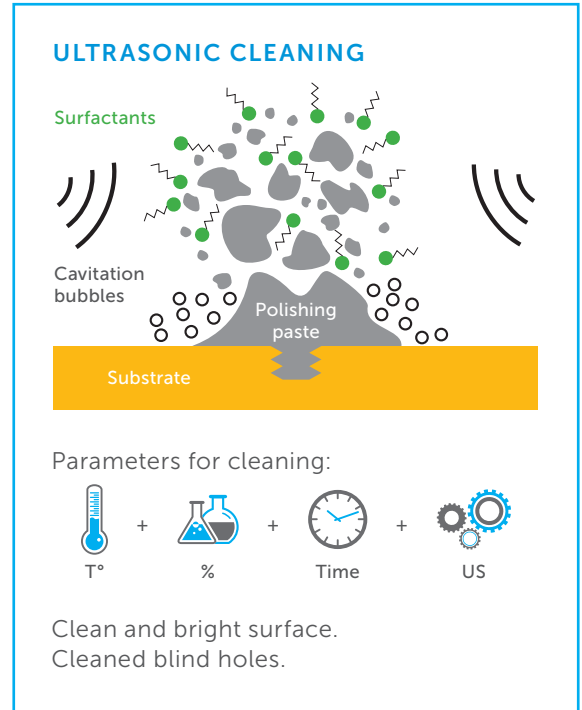 ULTRASONIC CLEANING
Surfactants
Cavitation
bubbles
Polishing
paste
Substrate
Parameters for cleaning:
+ + +
T° % Time US
Clean and bright surface.
Cleaned blind holes.